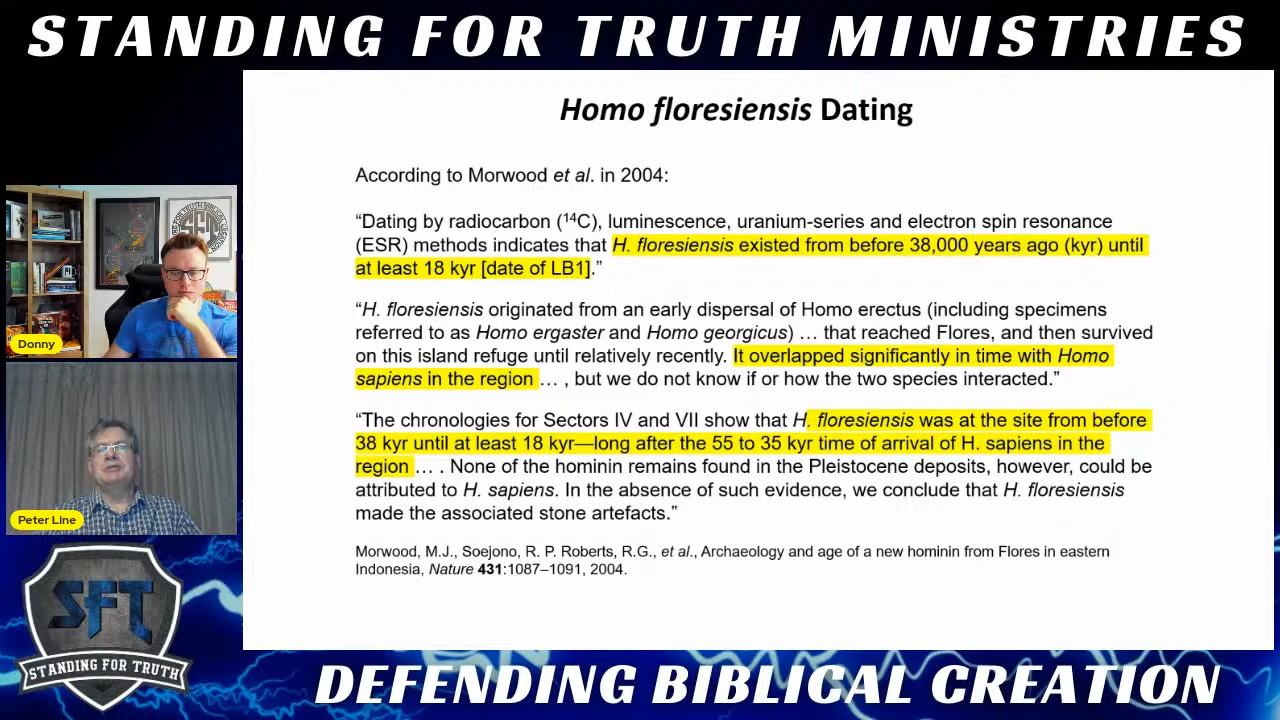 STANDING FOR TRUTH MINISTRIES
Homo floresiensis Dating
According to Morwood et al. in 2004:
“Dating by radiocarbon (¹⁴C), luminescence, uranium-series and electron spin resonance
(ESR) methods indicates that H. floresiensis existed from before 38,000 years ago (kyr) until
at least 18 kyr [date of LB1].”
“H. floresiensis originated from an early dispersal of Homo erectus (including specimens
referred to as Homo ergaster and Homo georgicus) … that reached Flores, and then survived
on this island refuge until relatively recently. It overlapped significantly in time with Homo
sapiens in the region … , but we do not know if or how the two species interacted.”
“The chronologies for Sectors IV and VII show that H. floresiensis was at the site from before
38 kyr until at least 18 kyr—long after the 55 to 35 kyr time of arrival of H. sapiens in the
region … . None of the hominin remains found in the Pleistocene deposits, however, could be
attributed to H. sapiens. In the absence of such evidence, we conclude that H. floresiensis
made the associated stone artefacts.”
Morwood, M.J., Soejono, R. P. Roberts, R.G., et al., Archaeology and age of a new hominin from Flores in eastern
Indonesia, Nature 431:1087–1091, 2004.
Donny
Peter Line
SFT
STANDING FOR TRUTH
DEFENDING BIBLICAL CREATION